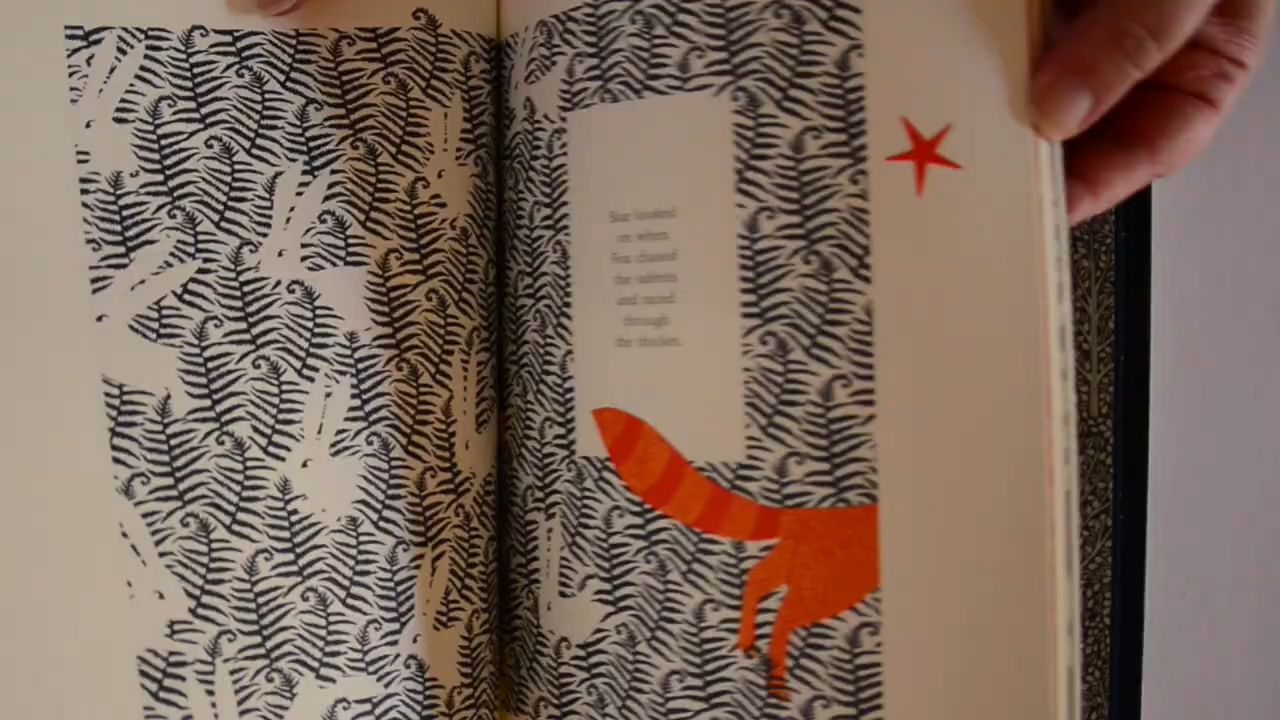 Star looked
on when
Fox chased
the rabbits
and raced
through
the thicket.